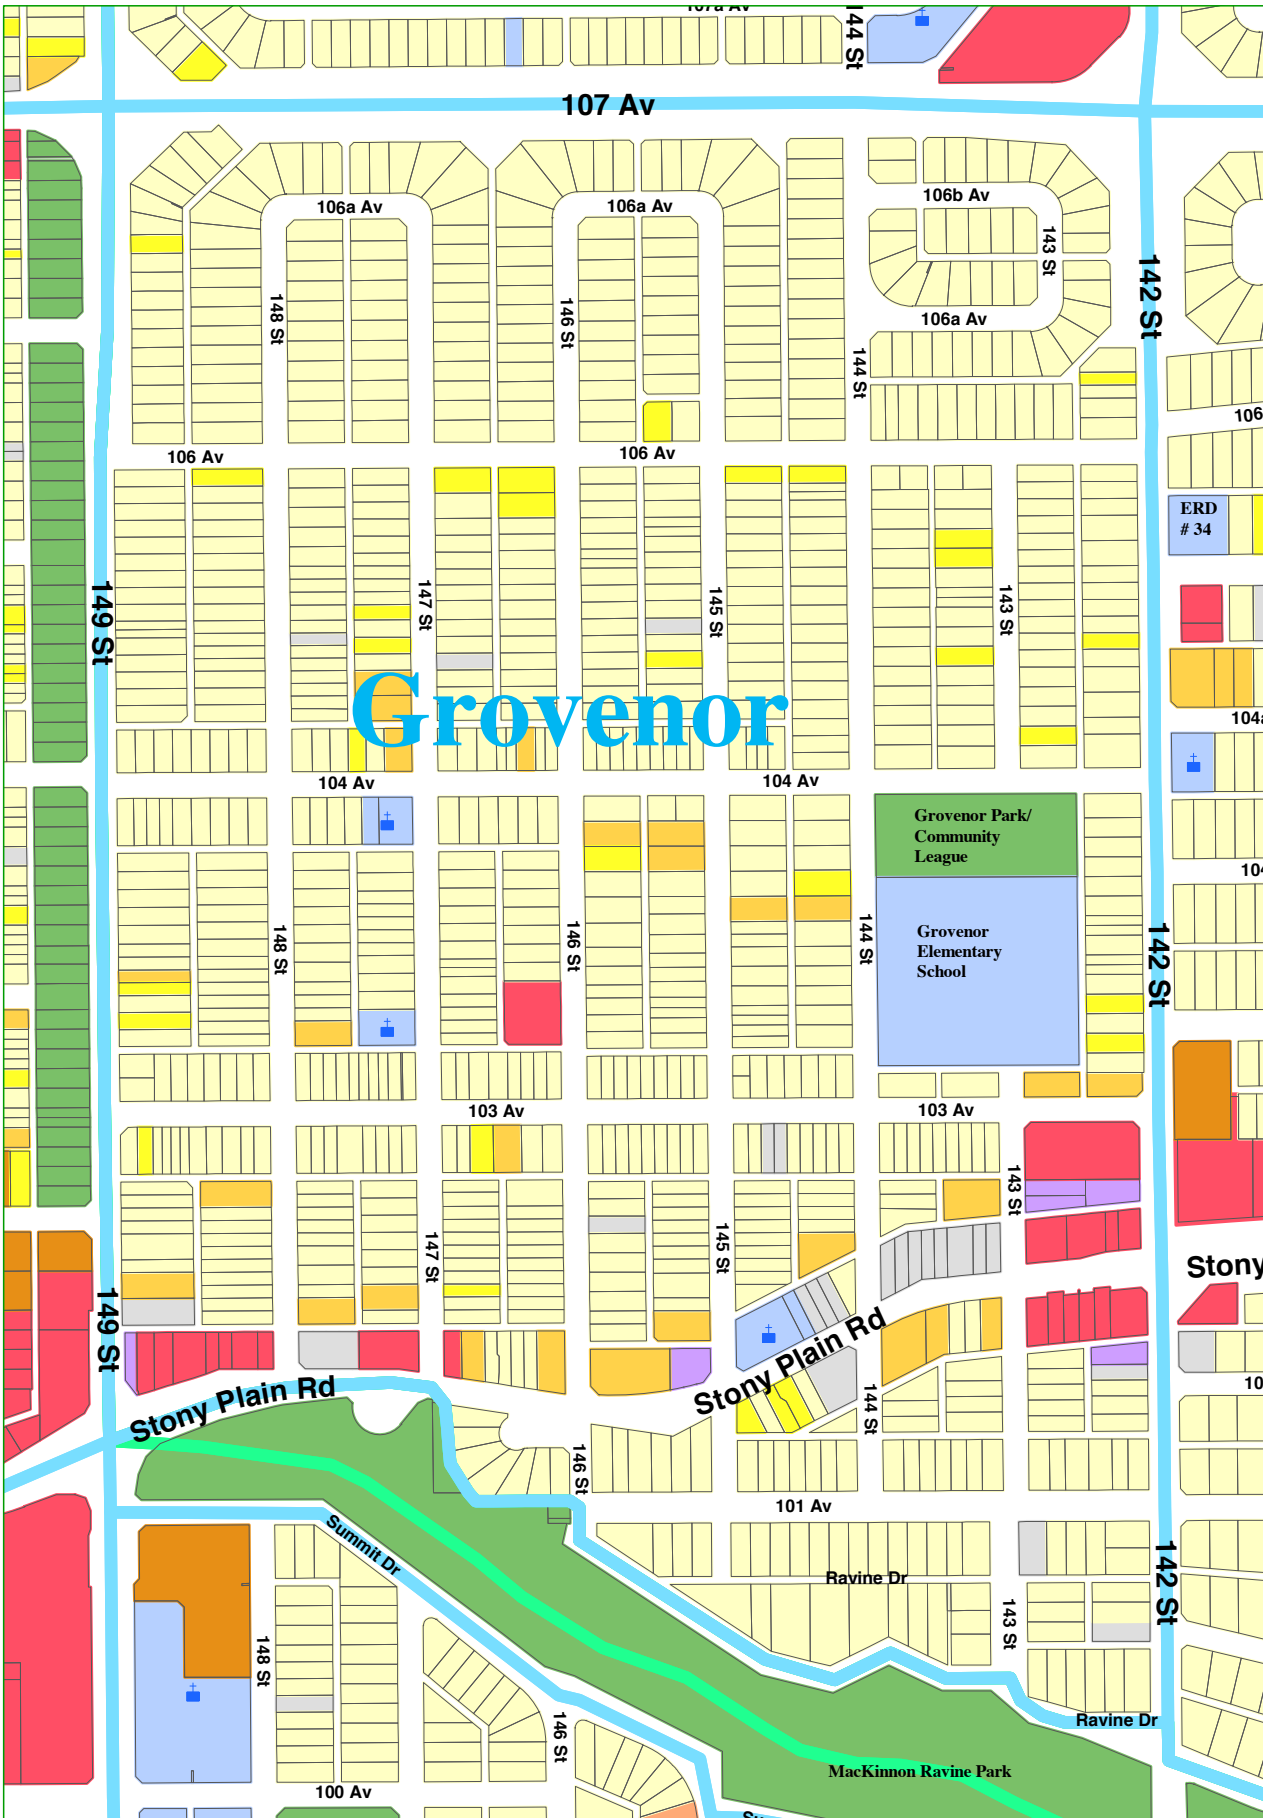 107a Av
144 St
107 Av
106a Av
106a Av
106b Av
143 St
142 St
148 St
146 St
106a Av
144 St
106
106 Av
106 Av
ERD
# 34
149 St
147 St
145 St
143 St
Grovenor
104a
104 Av
104 Av
Grovenor Park/
Community
League
104
148 St
146 St
144 St
Grovenor
Elementary
School
142 St
103 Av
103 Av
143 St
147 St
145 St
Stony
149 St
Stony Plain Rd
Stony Plain Rd
144 St
10
146 St
101 Av
Summit Dr
142 St
Ravine Dr
143 St
148 St
146 St
Ravine Dr
MacKinnon Ravine Park
100 Av